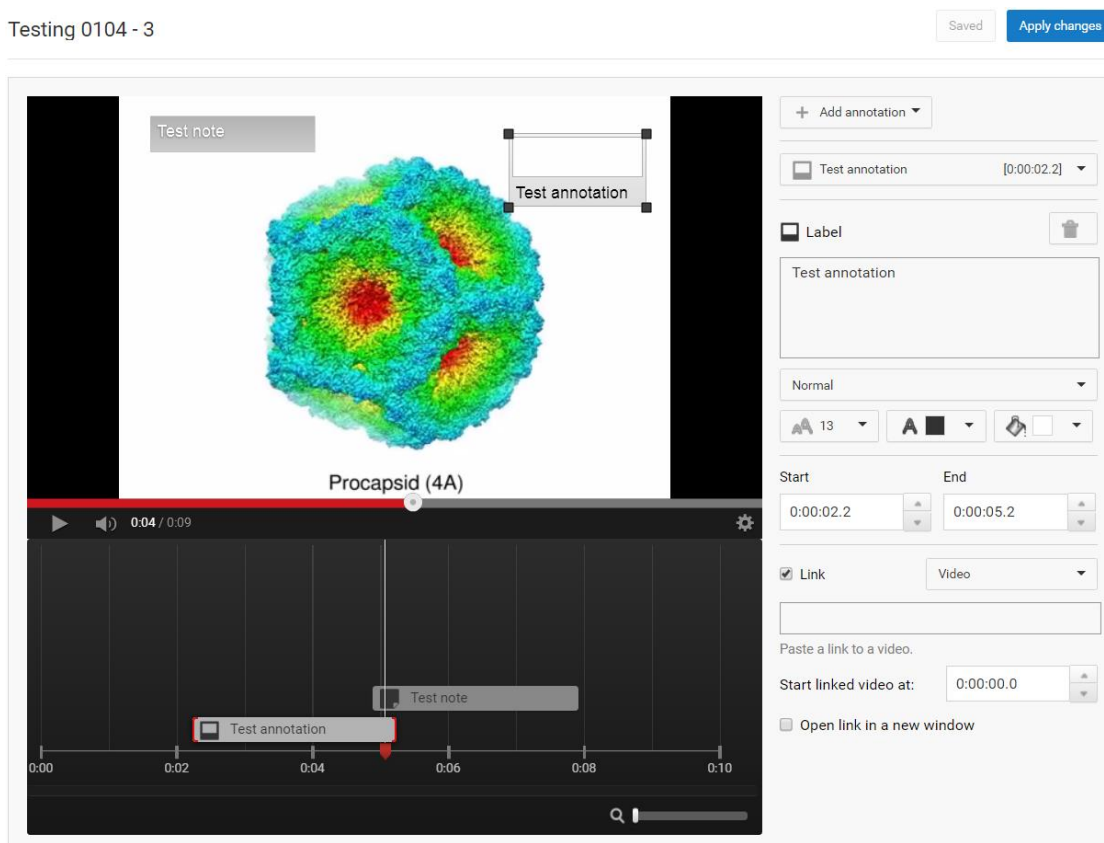 Testing 0104 - 3
Saved
Apply changes
Test note
Test annotation
Procapsid (4A)
0:04 / 0:09
Test note
Test annotation
0:00 0:02 0:04 0:06 0:08 0:10
+ Add annotation
Test annotation [0:00:02.2]
Label
Test annotation
Normal
A A 13 A
Start End
0:00:02.2 0:00:05.2
Link Video
Paste a link to a video.
Start linked video at: 0:00:00.0
Open link in a new window